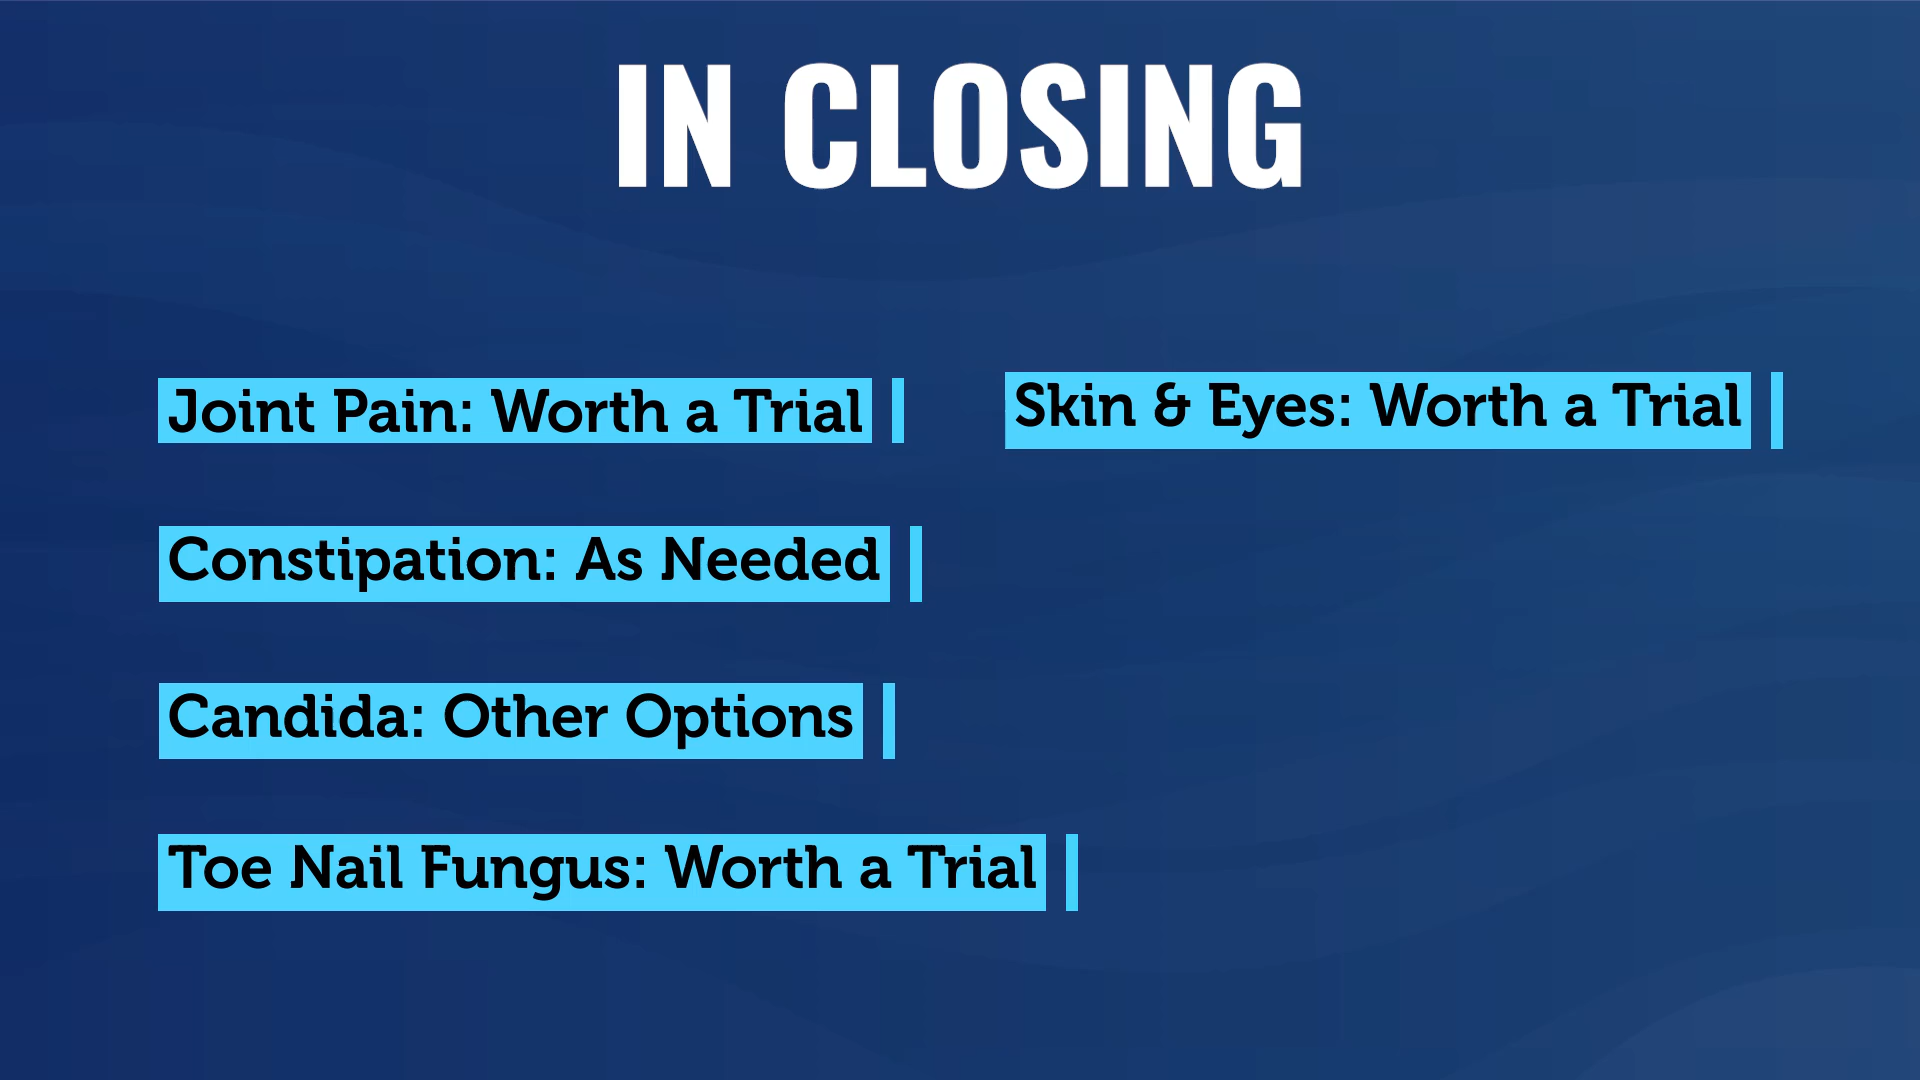 IN CLOSING
Joint Pain: Worth a Trial
Constipation: As Needed
Candida: Other Options
Toe Nail Fungus: Worth a Trial
Skin & Eyes: Worth a Trial